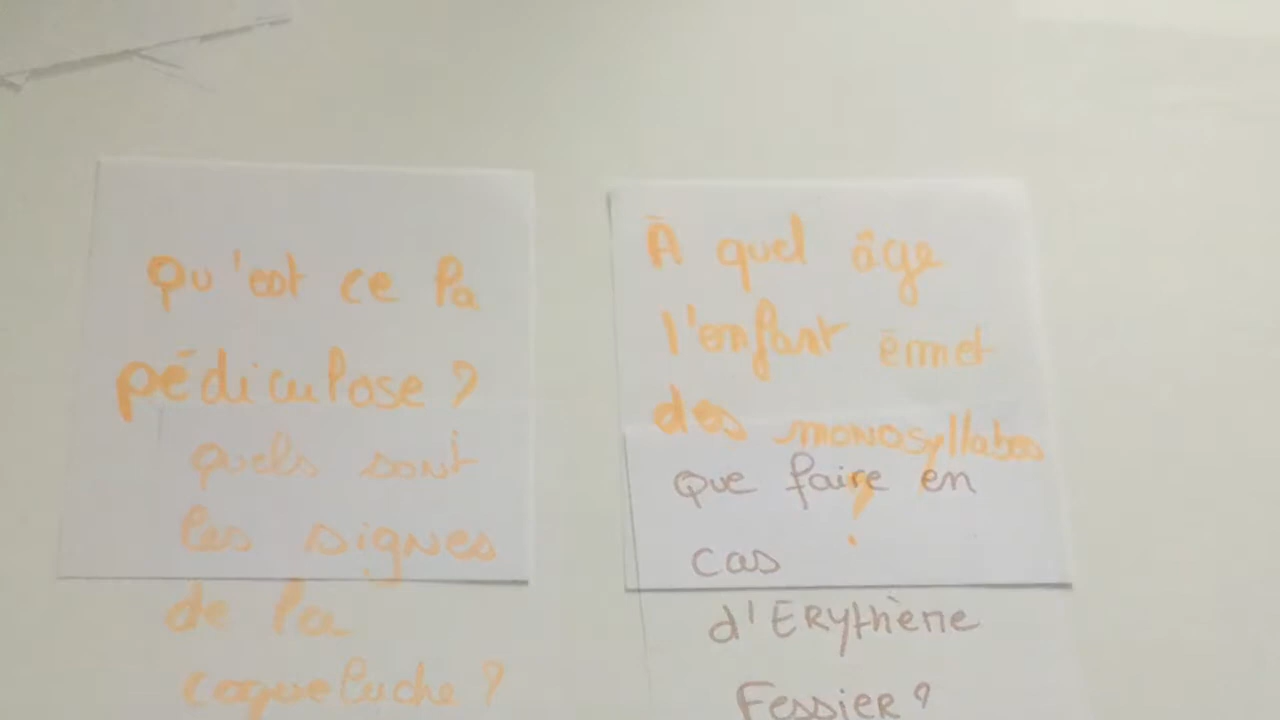 Qu'est ce la
pédiculose ?
quels sont
les signes
de la
coqueluche ?
À quel âge
l'enfant émet
des monosyllabes
?
que faire en
cas
d'ERythème
Fessier ?